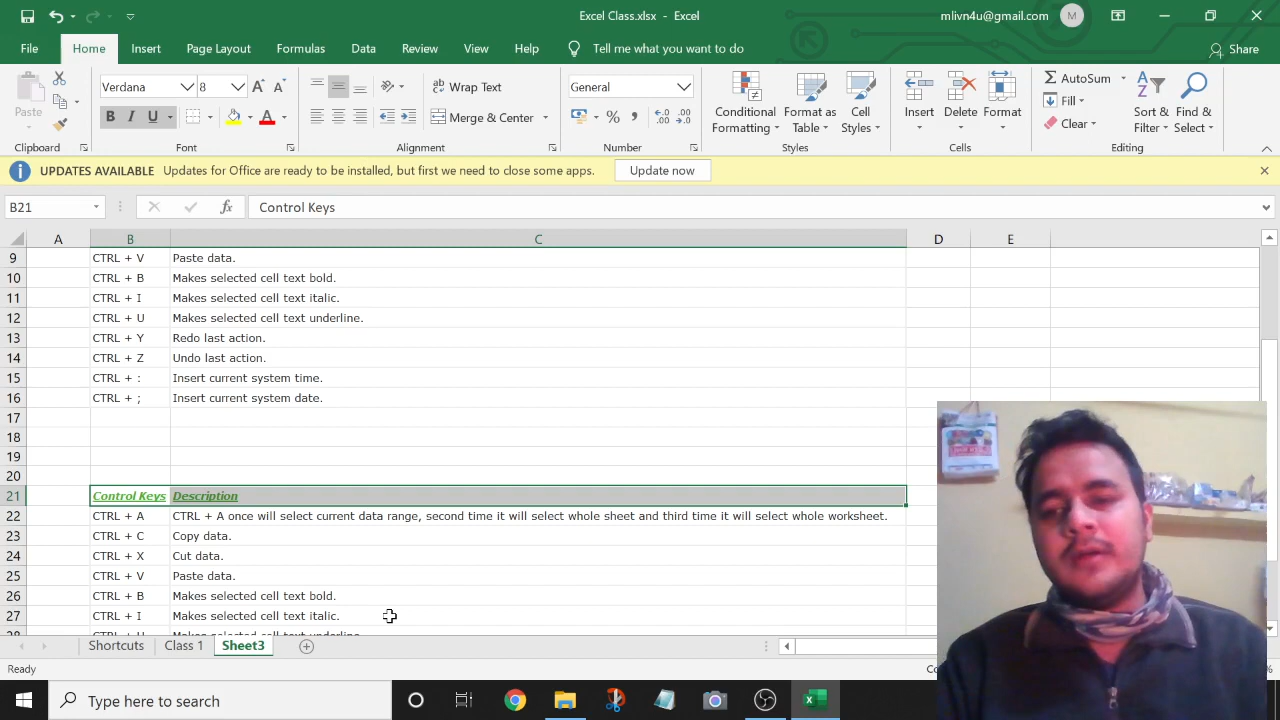 Excel Class.xlsx - Excel
mlivn4u@gmail.com
M
File Home Insert Page Layout Formulas Data Review View Help Tell me what you want to do Share
Paste
Verdana 8
B I U
Wrap Text
Merge & Center
General
Conditional Formatting
Format as Table
Cell Styles
Insert
Delete
Format
AutoSum
Fill
Clear
Sort & Filter
Find & Select
Clipboard Font Alignment Number Styles Cells Editing
UPDATES AVAILABLE Updates for Office are ready to be installed, but first we need to close some apps. Update now
B21 fx Control Keys
A B C D E
9 CTRL + V Paste data.
10 CTRL + B Makes selected cell text bold.
11 CTRL + I Makes selected cell text italic.
12 CTRL + U Makes selected cell text underline.
13 CTRL + Y Redo last action.
14 CTRL + Z Undo last action.
15 CTRL + : Insert current system time.
16 CTRL + ; Insert current system date.
17
18
19
20
21 Control Keys Description
22 CTRL + A CTRL + A once will select current data range, second time it will select whole sheet and third time it will select whole worksheet.
23 CTRL + C Copy data.
24 CTRL + X Cut data.
25 CTRL + V Paste data.
26 CTRL + B Makes selected cell text bold.
27 CTRL + I Makes selected cell text italic.
28 CTRL + U Makes selected cell text underline.
Shortcuts Class 1 Sheet3
Ready
Type here to search